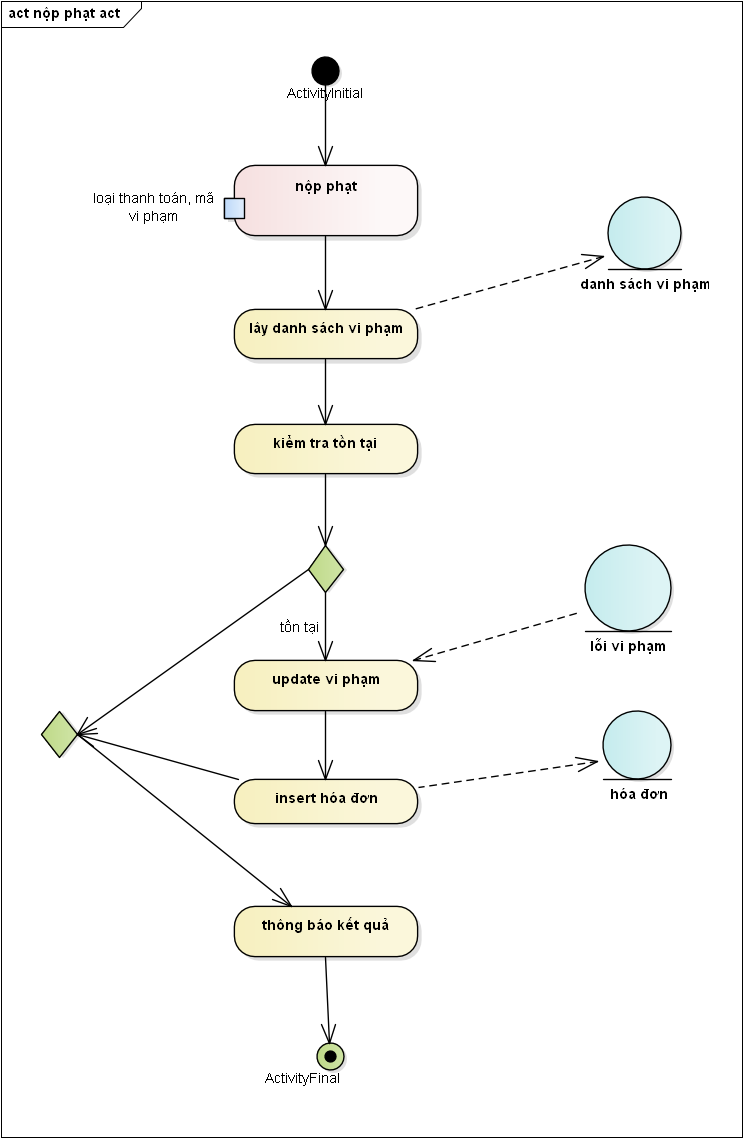 act nộp phạt act
ActivityInitial
nộp phạt
loại thanh toán, mã
vi phạm
danh sách vi phạm
lấy danh sách vi phạm
kiểm tra tồn tại
tồn tại
lỗi vi phạm
update vi phạm
hóa đơn
insert hóa đơn
thông báo kết quả
ActivityFinal